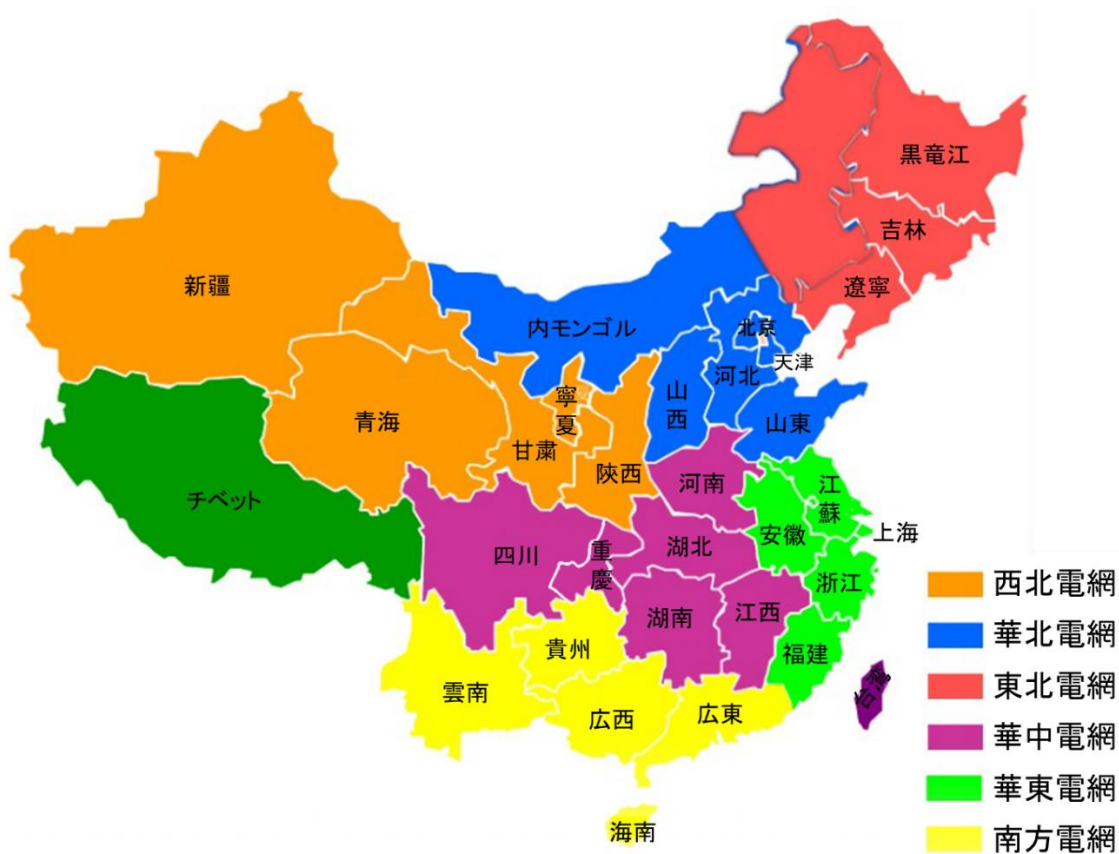 黒竜江
吉林
遼寧
新疆
内モンゴル
北京
天津
河北
山西
山東
寧夏
青海
甘粛
陝西
河南
チベット
江蘇
安徽
上海
四川
重慶
湖北
浙江
湖南
江西
貴州
福建
雲南
広西
広東
台湾
海南
西北電網
華北電網
東北電網
華中電網
華東電網
南方電網